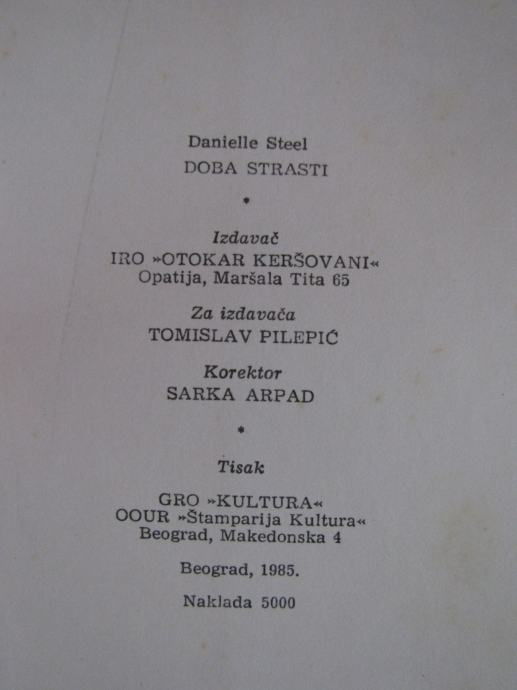 Danielle Steel
DOBA STRASTI
*
Izdavač
IRO »OTOKAR KERŠOVANI«
Opatija, Maršala Tita 65
Za izdavača
TOMISLAV PILEPIĆ
Korektor
SARKA ARPAD
*
Tisak
GRO »KULTURA«
OOUR »Štamparija Kultura«
Beograd, Makedonska 4
Beograd, 1985.
Naklada 5000